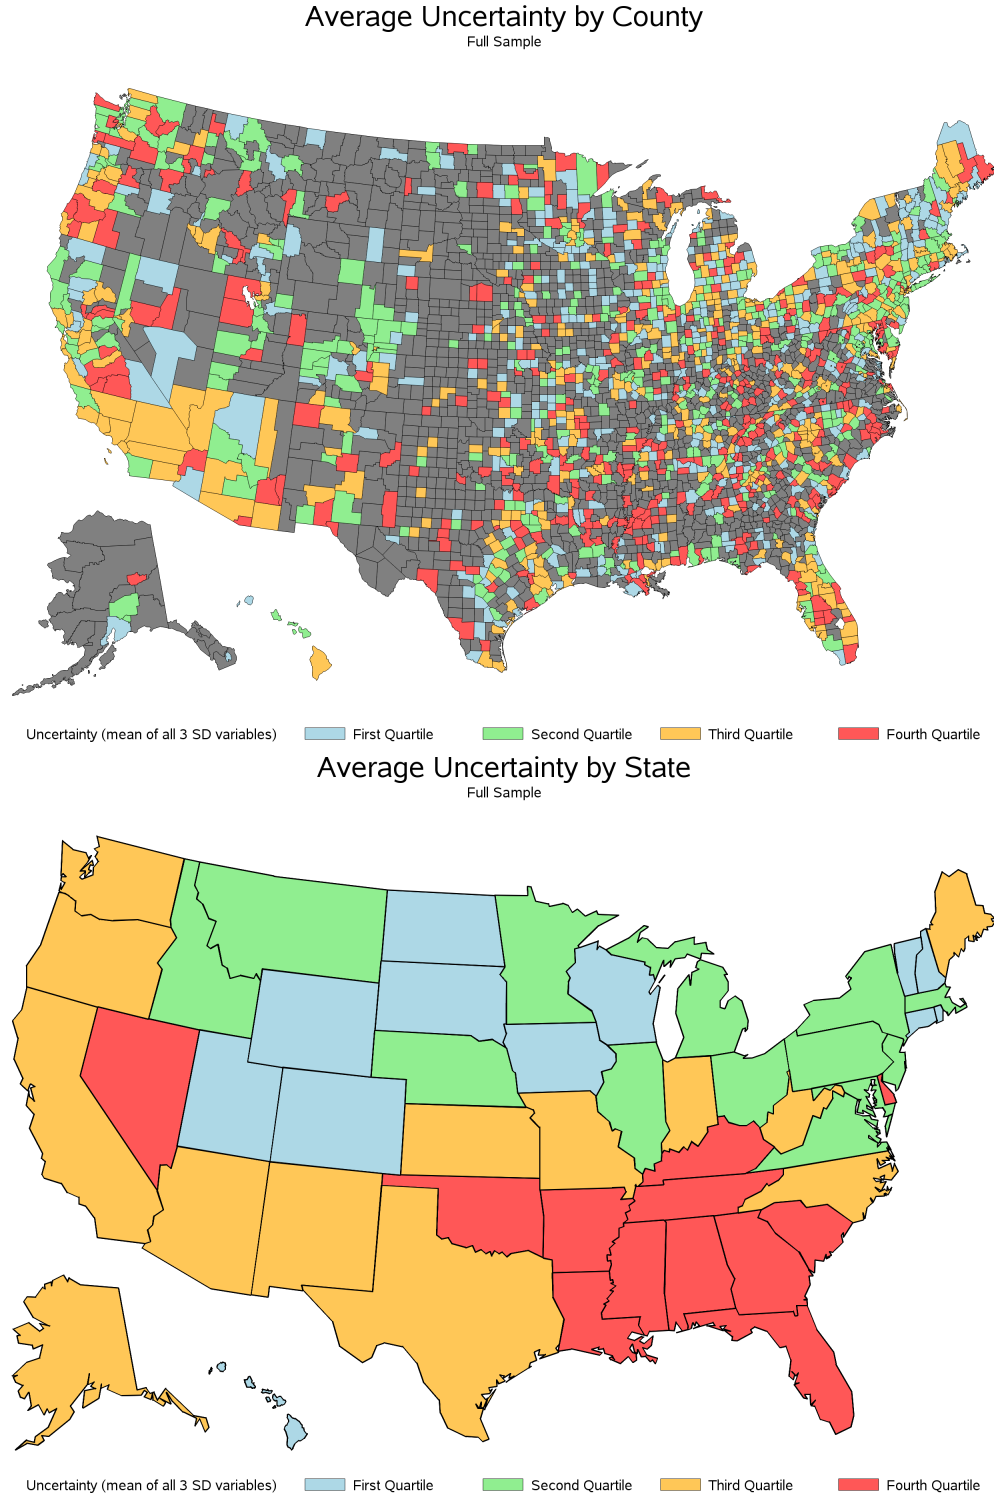 Average Uncertainty by County
Full Sample
Uncertainty (mean of all 3 SD variables) First Quartile Second Quartile Third Quartile Fourth Quartile
Average Uncertainty by State
Full Sample
Uncertainty (mean of all 3 SD variables) First Quartile Second Quartile Third Quartile Fourth Quartile